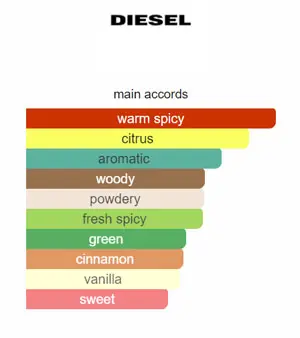 DIESEL
main accords
warm spicy
citrus
aromatic
woody
powdery
fresh spicy
green
cinnamon
vanilla
sweet